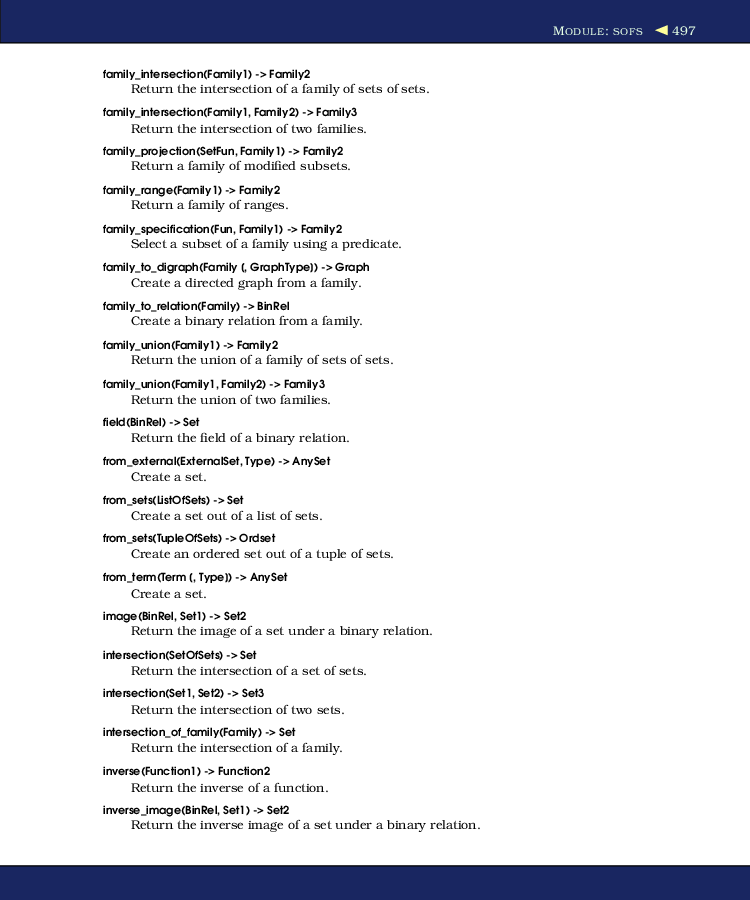 MODULE: SOFS ◀ 497
family_intersection(Family1) -> Family2
Return the intersection of a family of sets of sets.
family_intersection(Family1, Family2) -> Family3
Return the intersection of two families.
family_projection(SetFun, Family1) -> Family2
Return a family of modified subsets.
family_range(Family1) -> Family2
Return a family of ranges.
family_specification(Fun, Family1) -> Family2
Select a subset of a family using a predicate.
family_to_digraph(Family [, GraphType]) -> Graph
Create a directed graph from a family.
family_to_relation(Family) -> BinRel
Create a binary relation from a family.
family_union(Family1) -> Family2
Return the union of a family of sets of sets.
family_union(Family1, Family2) -> Family3
Return the union of two families.
field(BinRel) -> Set
Return the field of a binary relation.
from_external(ExternalSet, Type) -> AnySet
Create a set.
from_sets(ListOfSets) -> Set
Create a set out of a list of sets.
from_sets(TupleOfSets) -> Ordset
Create an ordered set out of a tuple of sets.
from_term(Term [, Type]) -> AnySet
Create a set.
image(BinRel, Set1) -> Set2
Return the image of a set under a binary relation.
intersection(SetOfSets) -> Set
Return the intersection of a set of sets.
intersection(Set1, Set2) -> Set3
Return the intersection of two sets.
intersection_of_family(Family) -> Set
Return the intersection of a family.
inverse(Function1) -> Function2
Return the inverse of a function.
inverse_image(BinRel, Set1) -> Set2
Return the inverse image of a set under a binary relation.